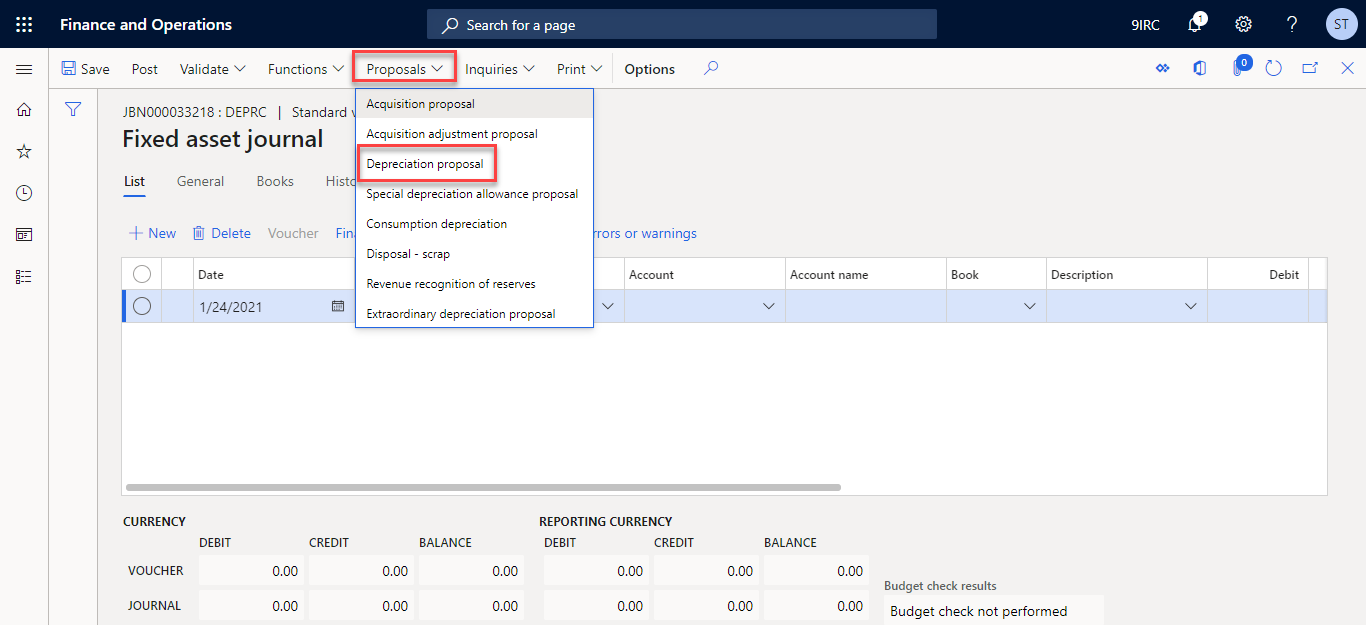 Finance and Operations
Search for a page
9IRC
1
?
ST
Save
Post
Validate
Functions
Proposals
Inquiries
Print
Options
0
JBN000033218 : DEPRC | Standard
Fixed asset journal
List
General
Books
Acquisition proposal
Acquisition adjustment proposal
Depreciation proposal
Special depreciation allowance proposal
Consumption depreciation
Disposal - scrap
Revenue recognition of reserves
Extraordinary depreciation proposal
New
Delete
Voucher
or warnings
Date
Account
Account name
Book
Description
Debit
1/24/2021
CURRENCY
DEBIT CREDIT BALANCE
VOUCHER 0.00 0.00 0.00
JOURNAL 0.00 0.00 0.00
REPORTING CURRENCY
DEBIT CREDIT BALANCE
0.00 0.00 0.00
0.00 0.00 0.00
Budget check results
Budget check not performed